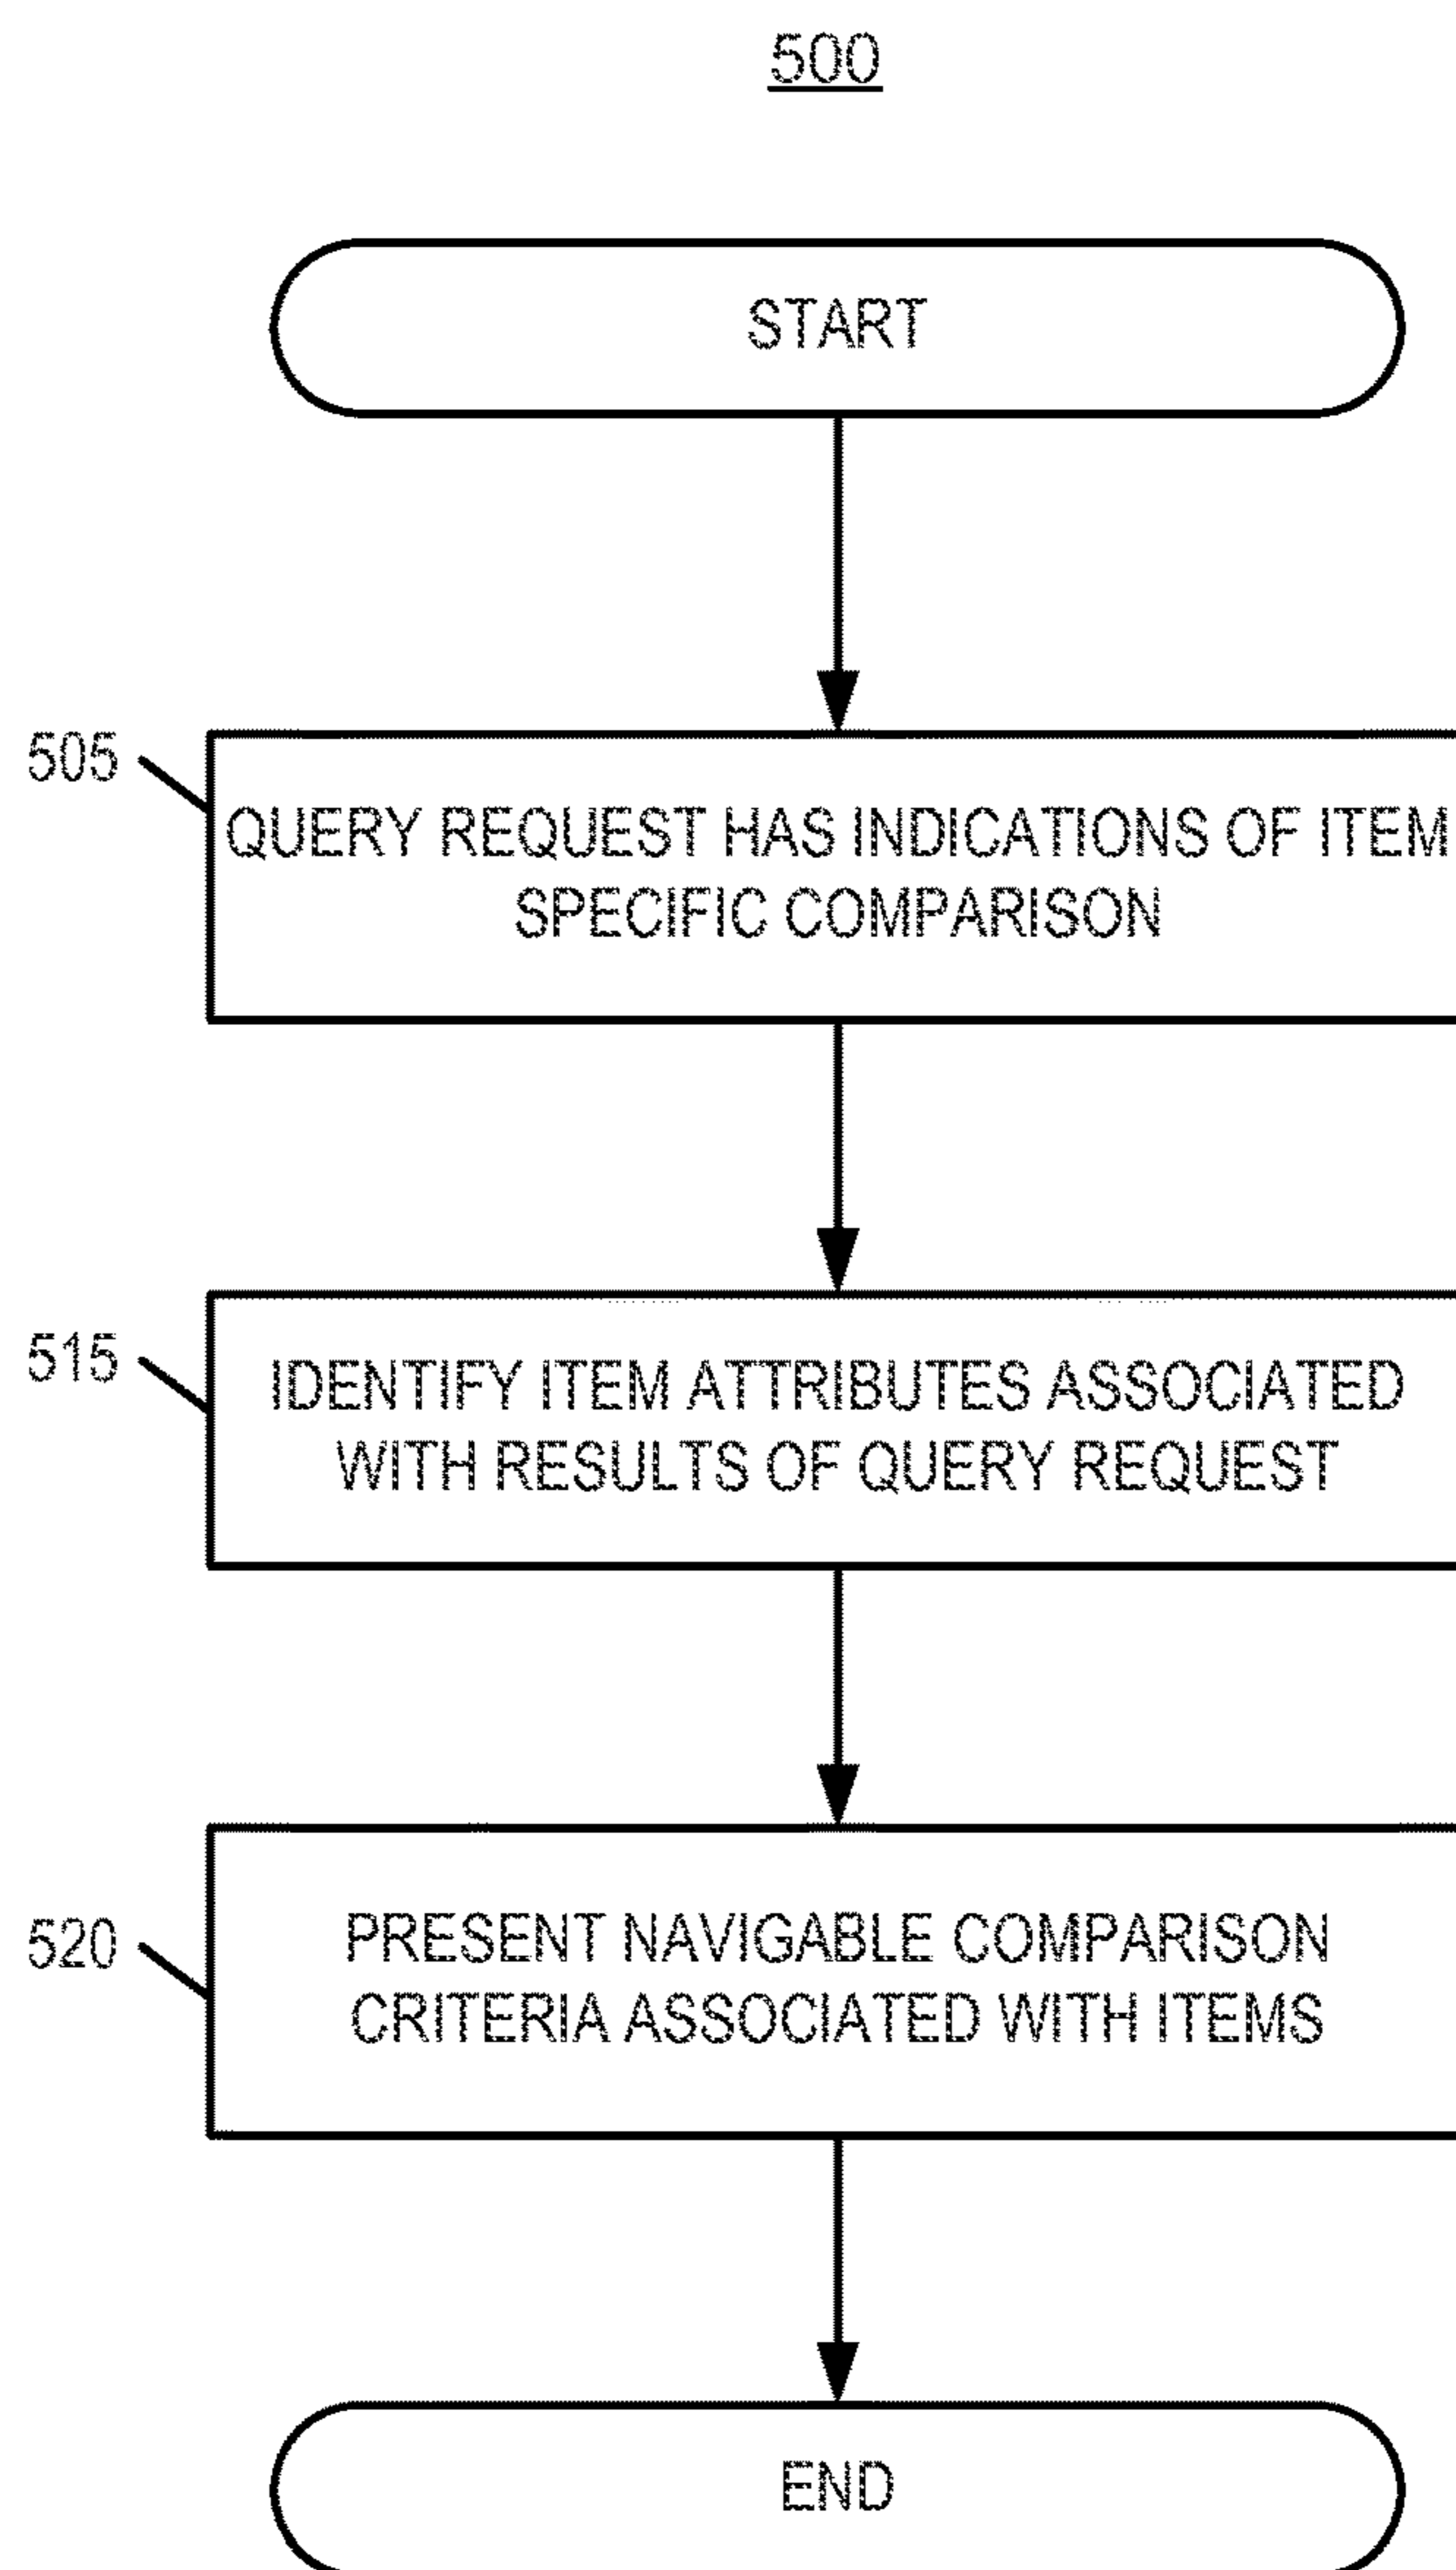 500
START
505
QUERY REQUEST HAS INDICATIONS OF ITEM
SPECIFIC COMPARISON
515
IDENTIFY ITEM ATTRIBUTES ASSOCIATED
WITH RESULTS OF QUERY REQUEST
520
PRESENT NAVIGABLE COMPARISON
CRITERIA ASSOCIATED WITH ITEMS
END